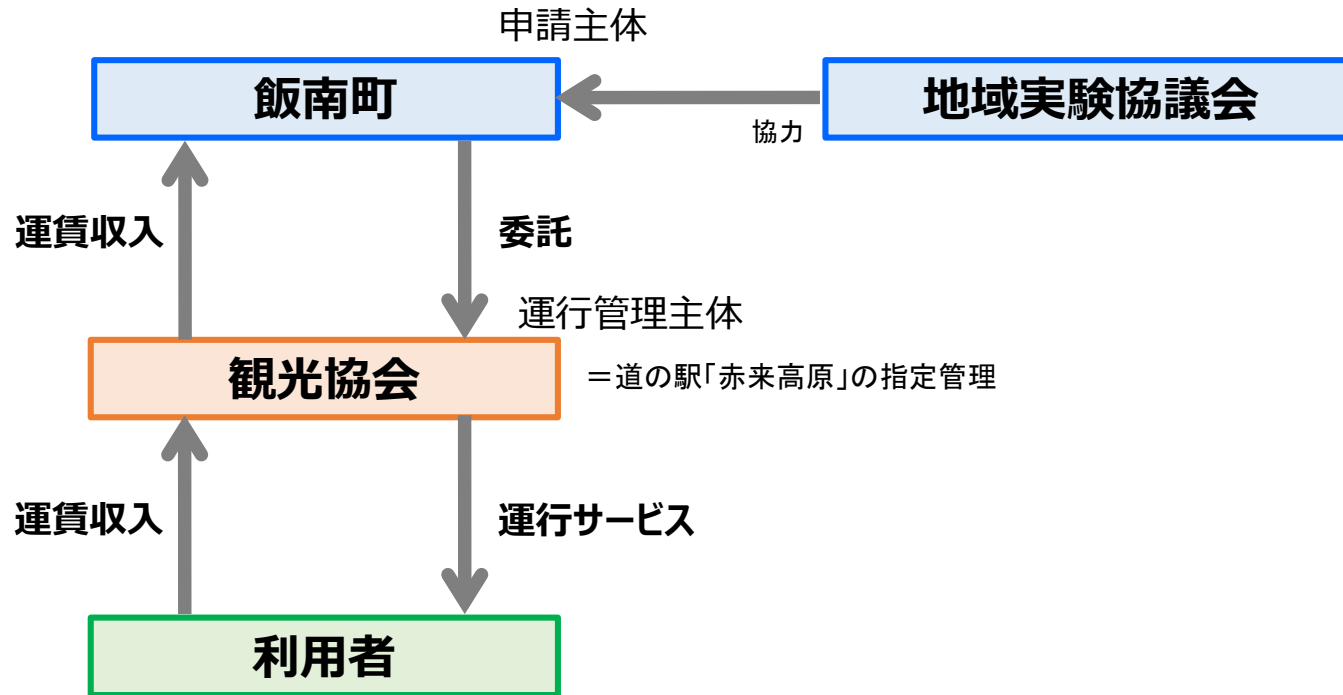 申請主体
飯南町
地域実験協議会
協力
運賃収入
委託
運行管理主体
観光協会
＝道の駅｢赤来高原｣の指定管理
運賃収入
運行サービス
利用者